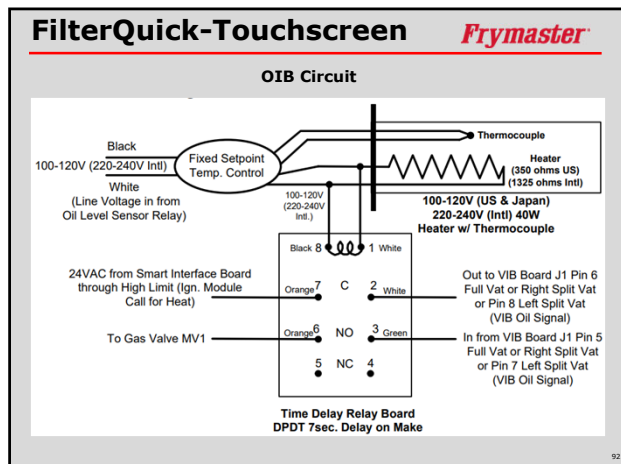 FilterQuick-Touchscreen
Frymaster
OIB Circuit
Black
100-120V (220-240V Intl)
White
(Line Voltage in from
Oil Level Sensor Relay)
Fixed Setpoint
Temp. Control
Thermocouple
Heater
(350 ohms US)
(1325 ohms Intl)
100-120V
(220-240V
Intl.)
100-120V (US & Japan)
220-240V (Intl) 40W
Heater w/ Thermocouple
Black 8
1 White
24VAC from Smart Interface Board
through High Limit (Ign. Module
Call for Heat)
Orange 7
C
2 White
Out to VIB Board J1 Pin 6
Full Vat or Right Split Vat
or Pin 8 Left Split Vat
(VIB Oil Signal)
To Gas Valve MV1
Orange 6
NO
3 Green
In from VIB Board J1 Pin 5
Full Vat or Right Split Vat
or Pin 7 Left Split Vat
(VIB Oil Signal)
5 NC 4
Time Delay Relay Board
DPDT 7sec. Delay on Make
92